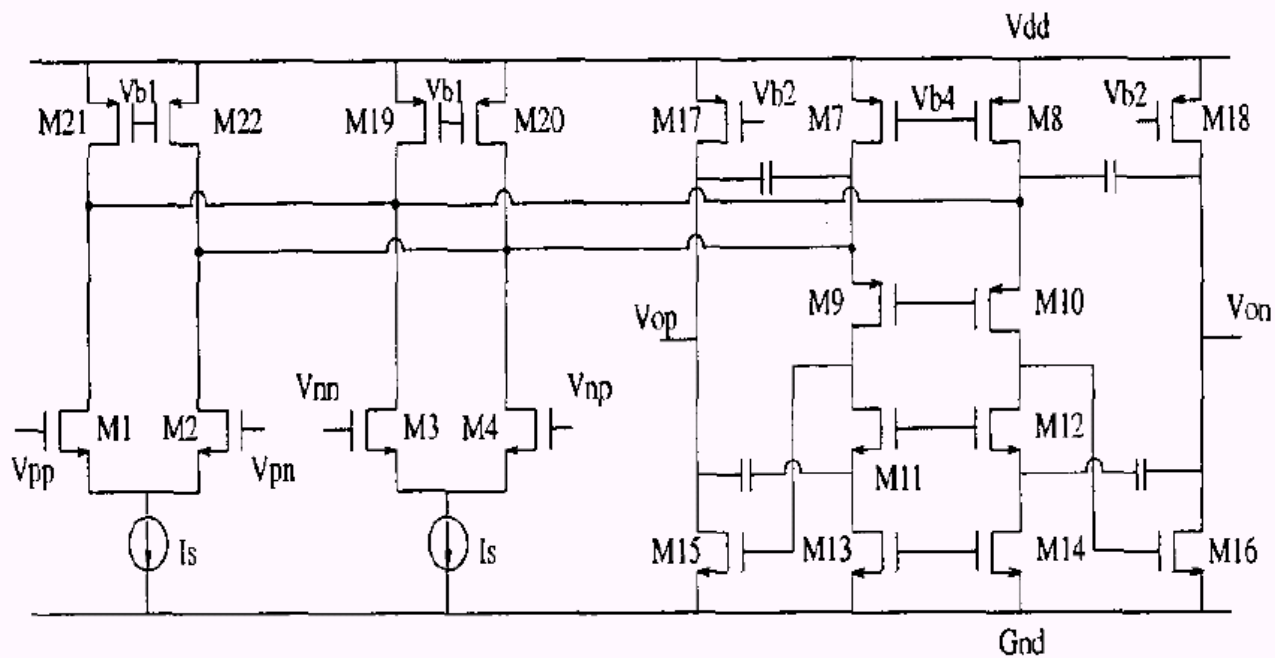 Vdd
Vb1 Vb1 Vb2 Vb4 Vb2
M21 M22 M19 M20 M17 M7 M8 M18
M9 M10
Vop Von
Vnn Vnp
M1 M2 M3 M4 M12
Vpp Vpn M11
Is Is M15 M13 M14 M16
Gnd